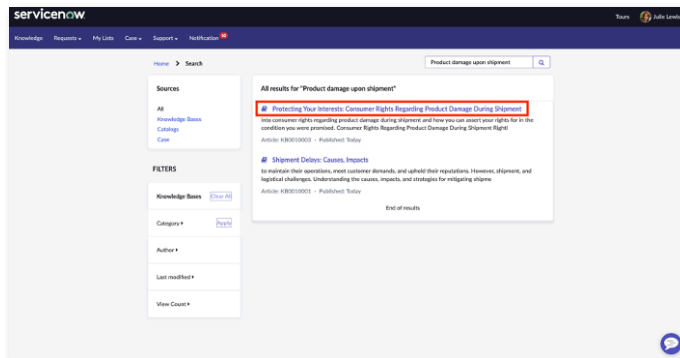 servicenow
Tours Julie Lewis
Knowledge Requests My Lists Case Support Notification 10
Home > Search
Product damage upon shipment
Sources
All
Knowledge Bases
Catalogs
Case
FILTERS
Knowledge Bases Clear All
Category Apply
Author
Last modified
View Count
All results for "Product damage upon shipment"
Protecting Your Interests: Consumer Rights Regarding Product Damage During Shipment
into consumer rights regarding product damage during shipment and how you can assert your rights for in the
condition you were promised. Consumer Rights Regarding Product Damage During Shipment Rightl
Article: KB0010003 - Published: Today
Shipment Delays: Causes, Impacts
to maintain their operations, meet customer demands, and uphold their reputations. However, shipment, and
logistical challenges. Understanding the causes, impacts, and strategies for mitigating shipme
Article: KB0010001 - Published: Today
End of results